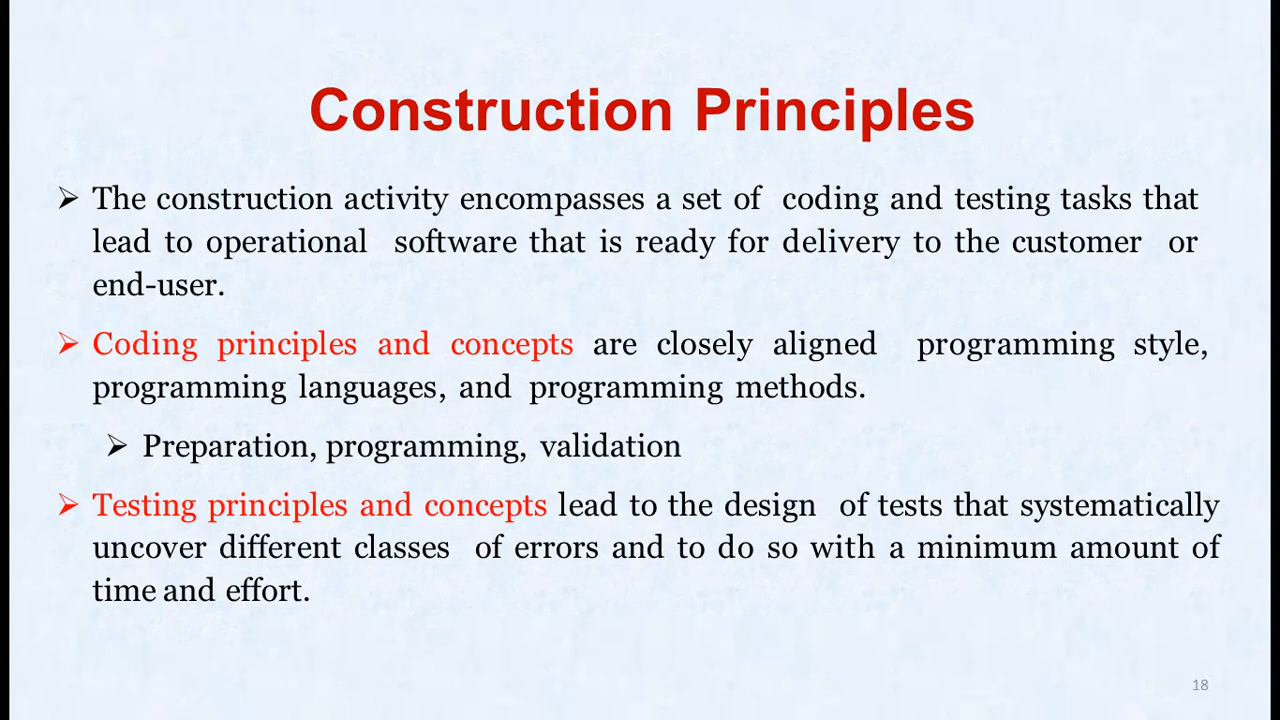 Construction Principles
➢ The construction activity encompasses a set of coding and testing tasks that
lead to operational software that is ready for delivery to the customer or
end-user.
➢ Coding principles and concepts are closely aligned programming style,
programming languages, and programming methods.
➢ Preparation, programming, validation
➢ Testing principles and concepts lead to the design of tests that systematically
uncover different classes of errors and to do so with a minimum amount of
time and effort.
18